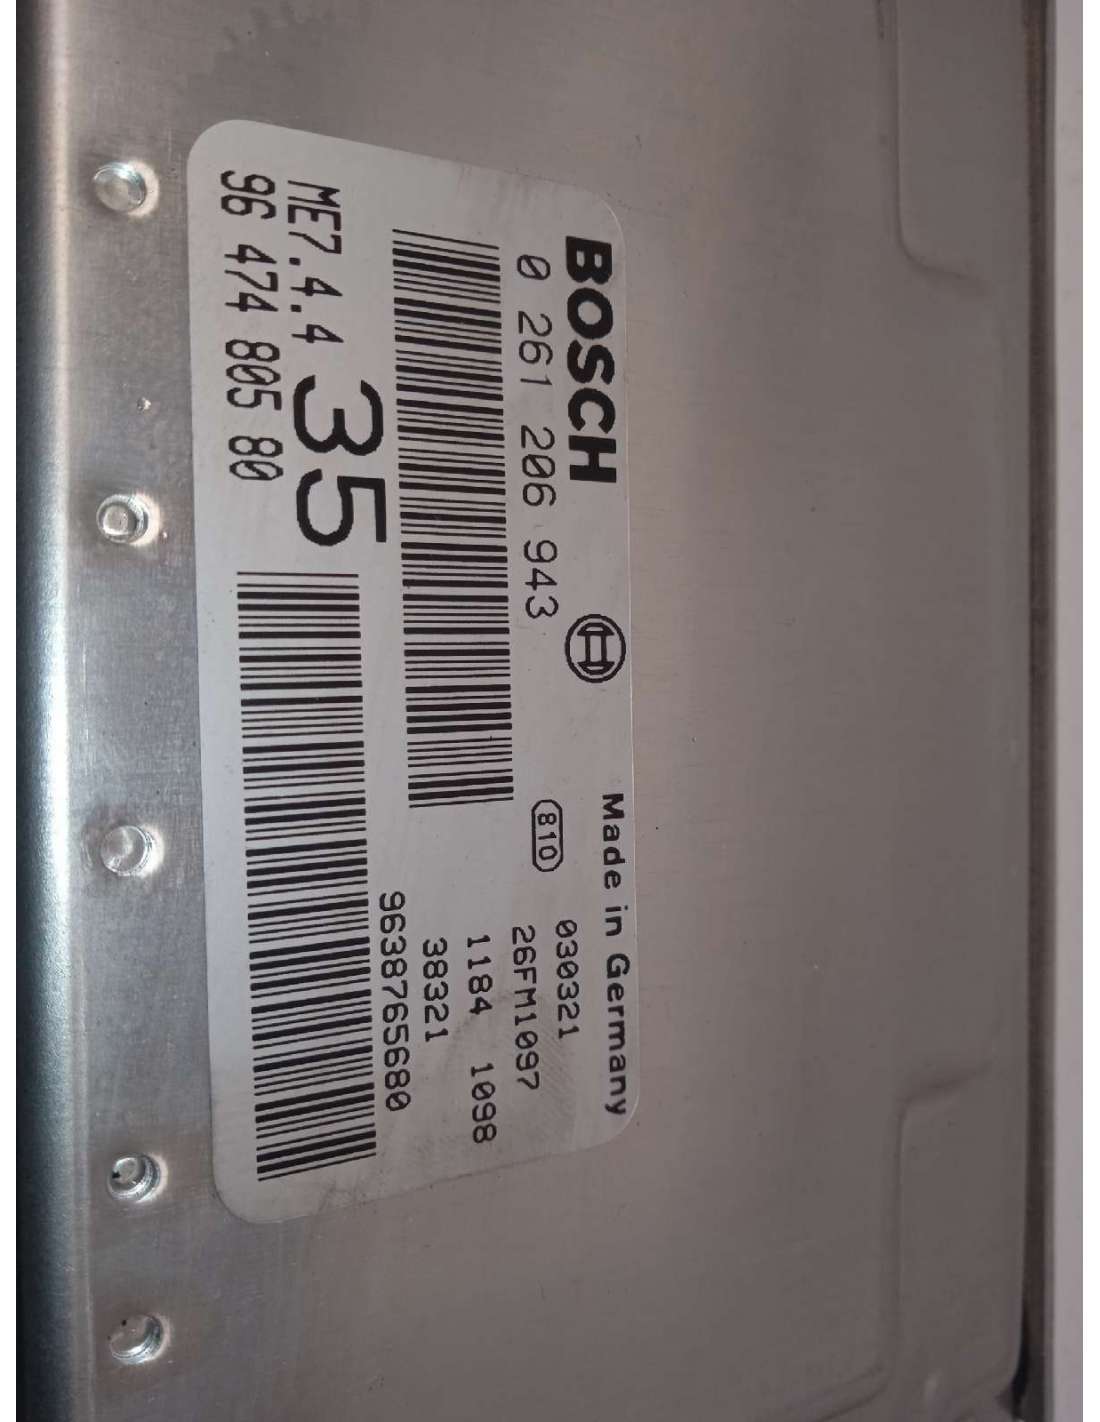 BOSCH
Made in Germany
0 261 206 943
810
030321
26FM1097
1184 1098
38321
9638765680
ME7.4.4 35
96 474 805 80